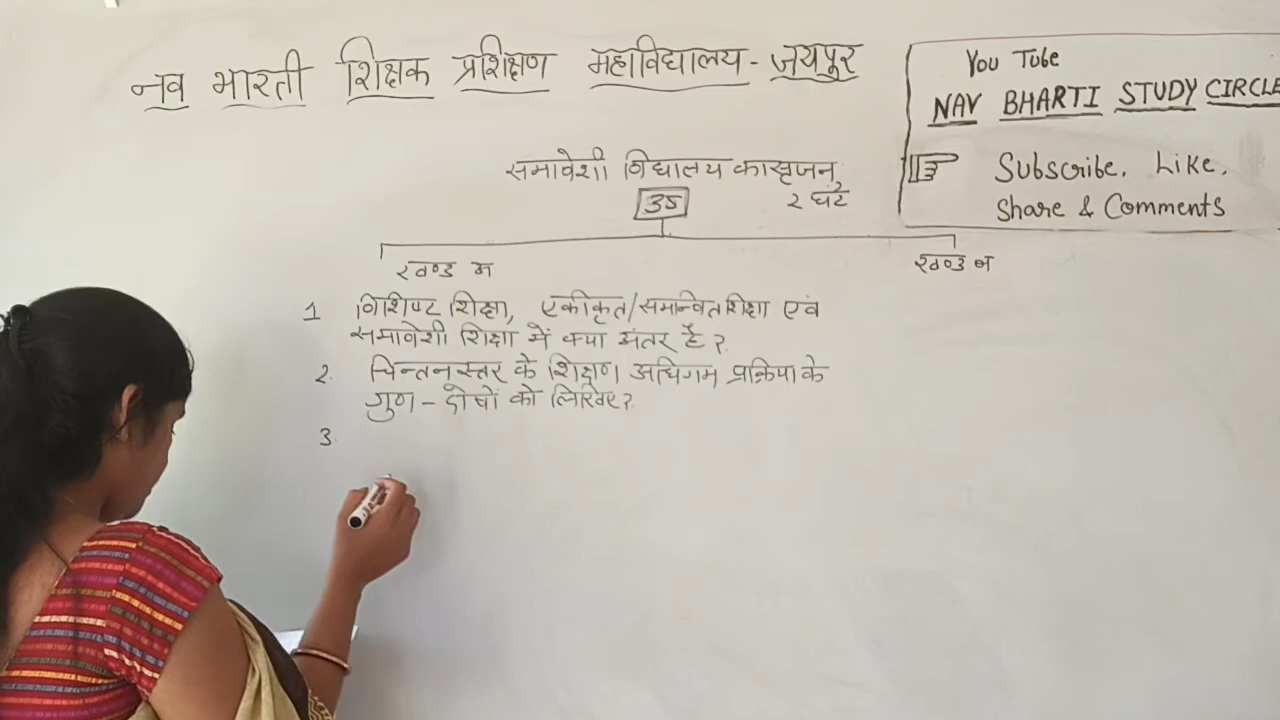 नव भारती शिक्षक प्रशिक्षण महाविद्यालय - जयपुर
You Tube
NAV BHARTI STUDY CIRCLE
Subscribe, Like,
Share & Comments
समावेशी विद्यालय का सृजन
35
2 घंटे
खण्ड अ
खण्ड ब
1 विशिष्ट शिक्षा, एकीकृत/समान्वित शिक्षा एवं
समावेशी शिक्षा में क्या अंतर है?
2. चिन्तन स्तर के शिक्षण अधिगम प्रक्रिया के
गुण - दोषों को लिखिए?
3.